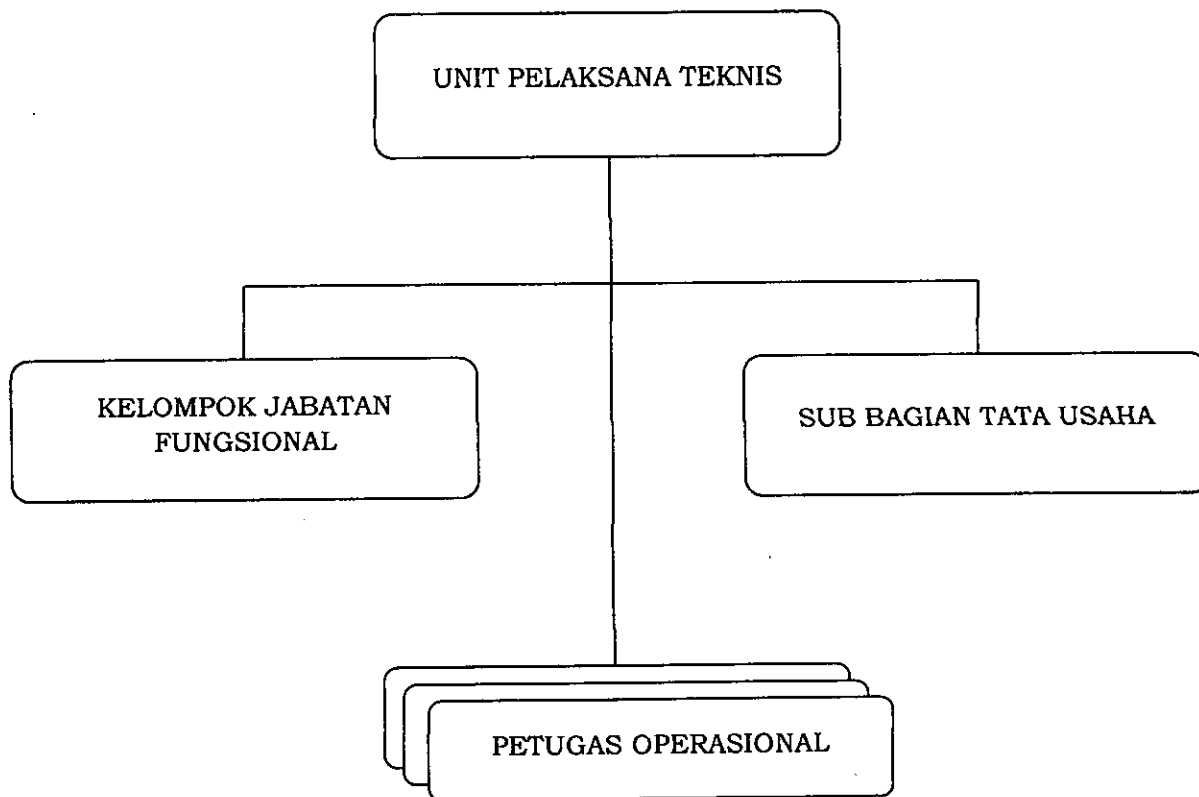 UNIT PELAKSANA TEKNIS
KELOMPOK JABATAN
FUNGSIONAL
SUB BAGIAN TATA USAHA
PETUGAS OPERASIONAL